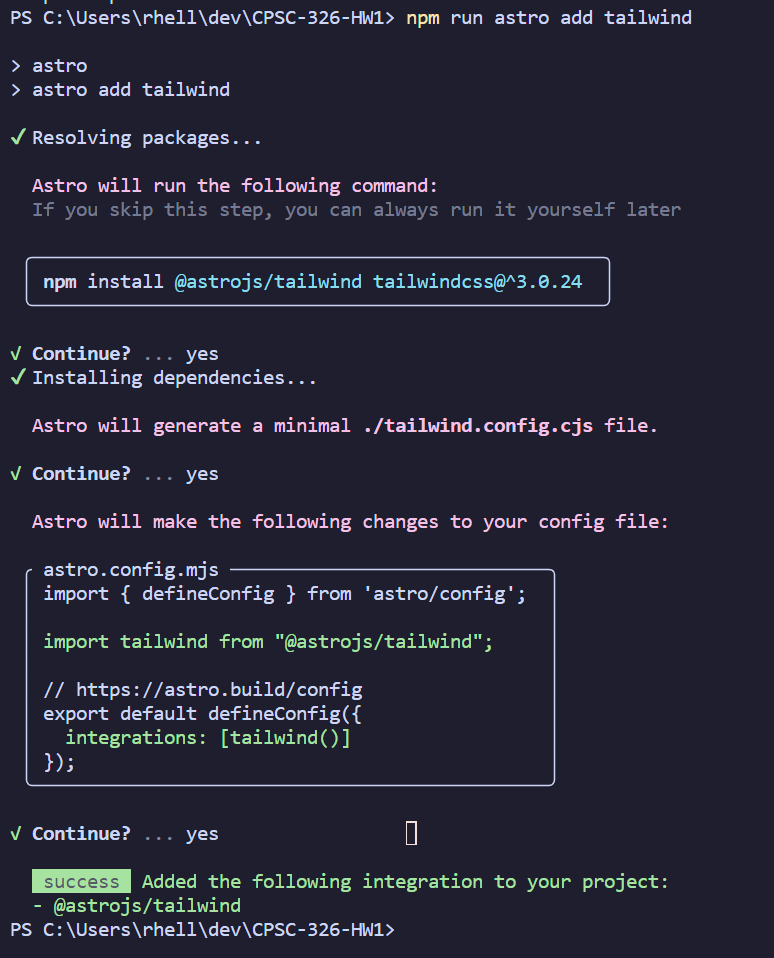 PS C:\Users\rhell\dev\CPSC-326-HW1> npm run astro add tailwind
> astro
> astro add tailwind
✔ Resolving packages...
Astro will run the following command:
If you skip this step, you can always run it yourself later
npm install @astrojs/tailwind tailwindcss@^3.0.24
√ Continue? ... yes
✔ Installing dependencies...
Astro will generate a minimal ./tailwind.config.cjs file.
√ Continue? ... yes
Astro will make the following changes to your config file:
astro.config.mjs
import { defineConfig } from 'astro/config';
import tailwind from "@astrojs/tailwind";
// https://astro.build/config
export default defineConfig({
  integrations: [tailwind()]
});
√ Continue? ... yes
success Added the following integration to your project:
- @astrojs/tailwind
PS C:\Users\rhell\dev\CPSC-326-HW1>